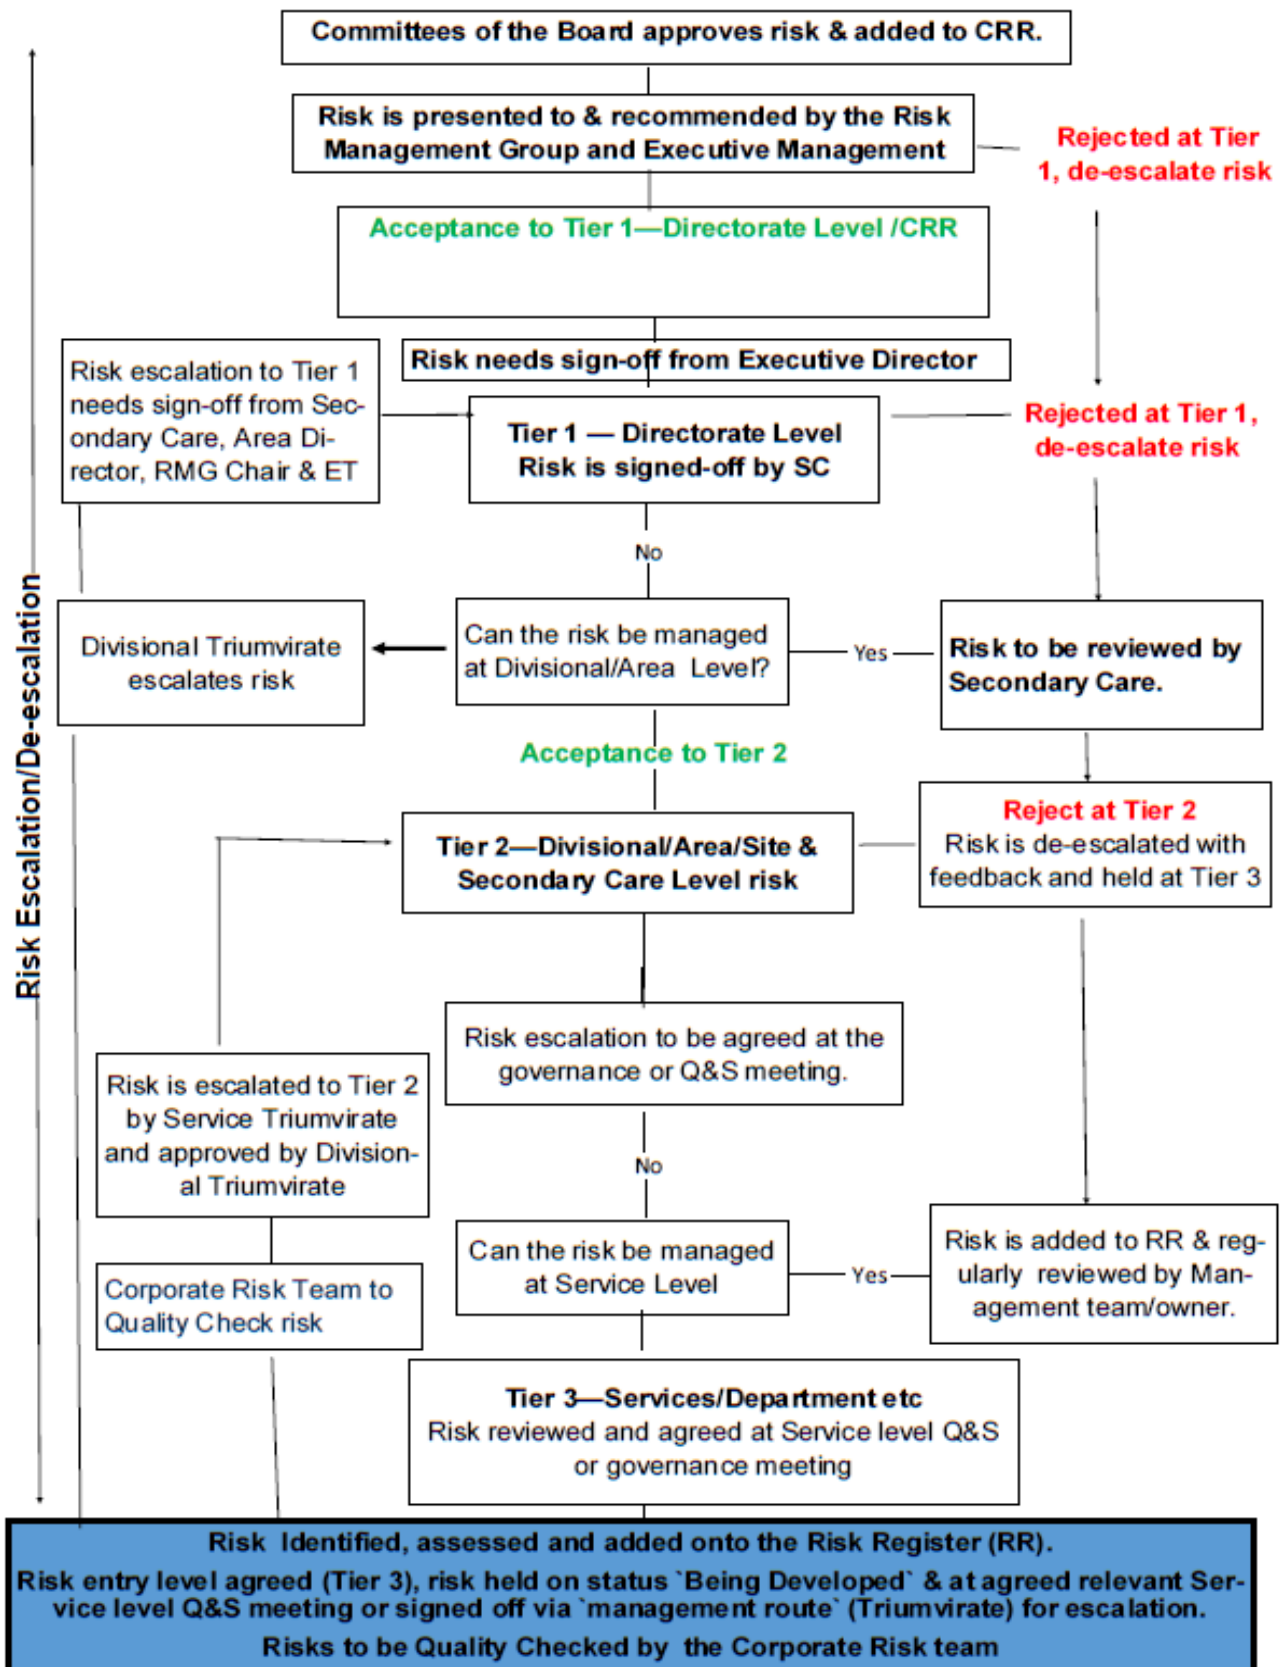 Committees of the Board approves risk & added to CRR.
Risk is presented to & recommended by the Risk
Management Group and Executive Management
Rejected at Tier
1, de-escalate risk
Acceptance to Tier 1—Directorate Level /CRR
Risk needs sign-off from Executive Director
Risk escalation to Tier 1
needs sign-off from Sec-
ondary Care, Area Di-
rector, RMG Chair & ET
Tier 1 — Directorate Level
Risk is signed-off by SC
Rejected at Tier 1,
de-escalate risk
No
Divisional Triumvirate
escalates risk
Can the risk be managed
at Divisional/Area Level?
Yes
Risk to be reviewed by
Secondary Care.
Risk Escalation/De-escalation
Acceptance to Tier 2
Tier 2—Divisional/Area/Site &
Secondary Care Level risk
Reject at Tier 2
Risk is de-escalated with
feedback and held at Tier 3
Risk escalation to be agreed at the
governance or Q&S meeting.
Risk is escalated to Tier 2
by Service Triumvirate
and approved by Division-
al Triumvirate
No
Can the risk be managed
at Service Level
Yes
Risk is added to RR & reg-
ularly reviewed by Man-
agement team/owner.
Corporate Risk Team to
Quality Check risk
Tier 3—Services/Department etc
Risk reviewed and agreed at Service level Q&S
or governance meeting
Risk Identified, assessed and added onto the Risk Register (RR).
Risk entry level agreed (Tier 3), risk held on status `Being Developed` & at agreed relevant Ser-
vice level Q&S meeting or signed off via `management route` (Triumvirate) for escalation.
Risks to be Quality Checked by the Corporate Risk team